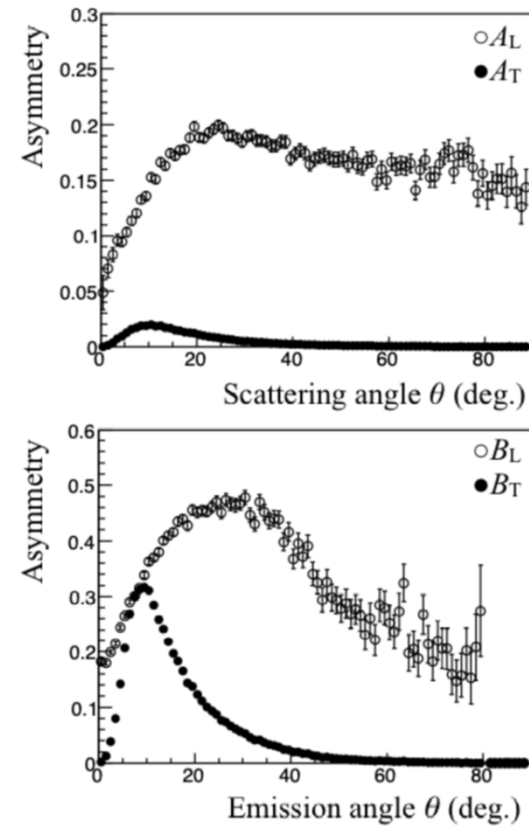 0.3
0.25
0.2
0.15
0.1
0.05
0
Asymmetry
○ A_L
● A_T
0 20 40 60 80
Scattering angle θ (deg.)
0.6
0.5
0.4
0.3
0.2
0.1
0
Asymmetry
○ B_L
● B_T
0 20 40 60 80
Emission angle θ (deg.)